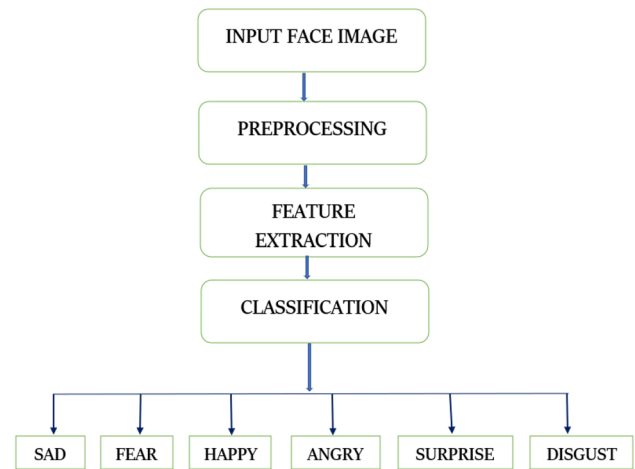 INPUT FACE IMAGE
PREPROCESSING
FEATURE
EXTRACTION
CLASSIFICATION
SAD
FEAR
HAPPY
ANGRY
SURPRISE
DISGUST